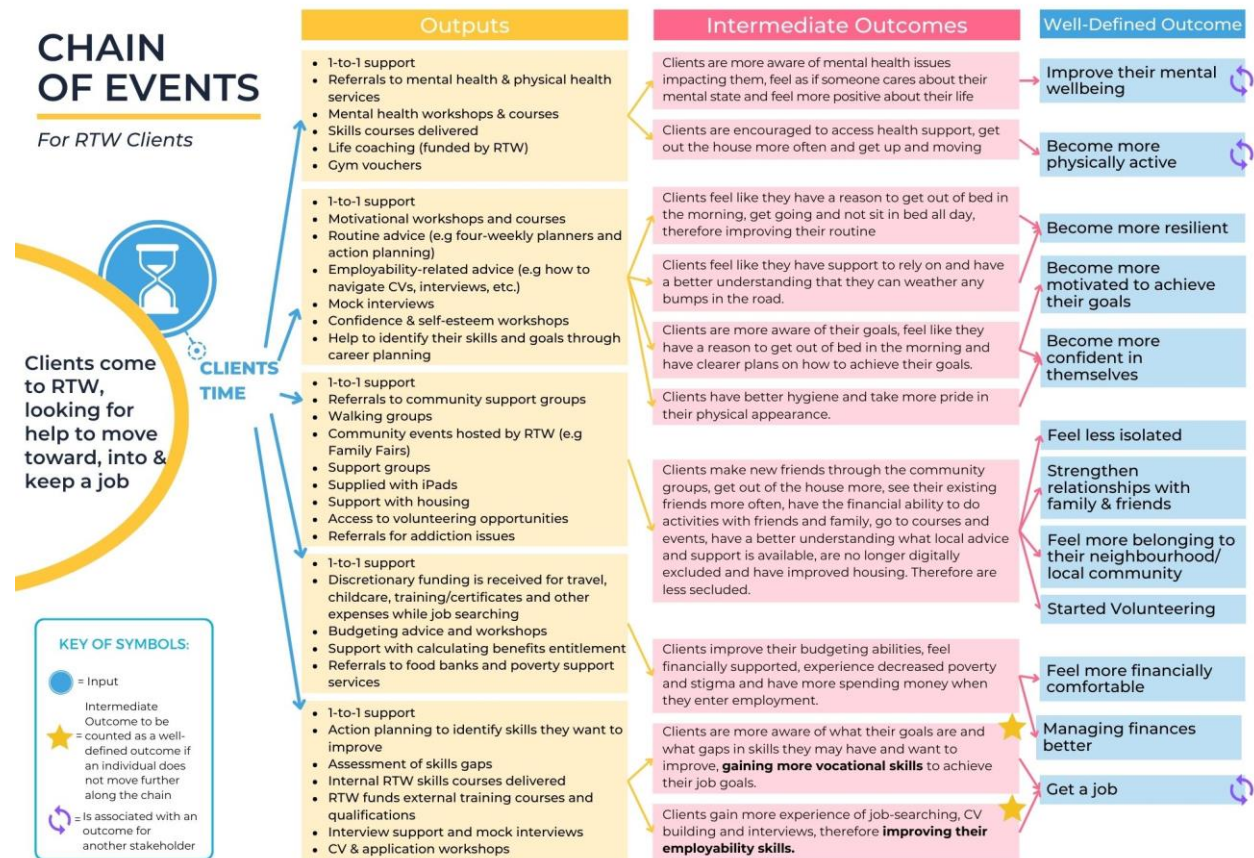 CHAIN
OF EVENTS
For RTW Clients
Clients come
to RTW,
looking for
help to move
toward, into &
keep a job
CLIENTS
TIME
KEY OF SYMBOLS:
= Input
Intermediate
Outcome to be
counted as a well-
= defined outcome if
an individual does
not move further
along the chain
= Is associated with an
outcome for
another stakeholder
Outputs
• 1-to-1 support
• Referrals to mental health & physical health
services
• Mental health workshops & courses
• Skills courses delivered
• Life coaching (funded by RTW)
• Gym vouchers
• 1-to-1 support
• Motivational workshops and courses
• Routine advice (e.g four-weekly planners and
action planning)
• Employability-related advice (e.g how to
navigate CVs, interviews, etc.)
• Mock interviews
• Confidence & self-esteem workshops
• Help to identify their skills and goals through
career planning
• 1-to-1 support
• Referrals to community support groups
• Walking groups
• Community events hosted by RTW (e.g
Family Fairs)
• Support groups
• Supplied with iPads
• Support with housing
• Access to volunteering opportunities
• Referrals for addiction issues
• 1-to-1 support
• Discretionary funding is received for travel,
childcare, training/certificates and other
expenses while job searching
• Budgeting advice and workshops
• Support with calculating benefits entitlement
• Referrals to food banks and poverty support
services
• 1-to-1 support
• Action planning to identify skills they want to
improve
• Assessment of skills gaps
• Internal RTW skills courses delivered
• RTW funds external training courses and
qualifications
• Interview support and mock interviews
• CV & application workshops
Intermediate Outcomes
Clients are more aware of mental health issues
impacting them, feel as if someone cares about their
mental state and feel more positive about their life
Clients are encouraged to access health support, get
out the house more often and get up and moving
Clients feel like they have a reason to get out of bed in
the morning, get going and not sit in bed all day,
therefore improving their routine
Clients feel like they have support to rely on and have
a better understanding that they can weather any
bumps in the road.
Clients are more aware of their goals, feel like they
have a reason to get out of bed in the morning and
have clearer plans on how to achieve their goals.
Clients have better hygiene and take more pride in
their physical appearance.
Clients make new friends through the community
groups, get out of the house more, see their existing
friends more often, have the financial ability to do
activities with friends and family, go to courses and
events, have a better understanding what local advice
and support is available, are no longer digitally
excluded and have improved housing. Therefore are
less secluded.
Clients improve their budgeting abilities, feel
financially supported, experience decreased poverty
and stigma and have more spending money when
they enter employment.
Clients are more aware of what their goals are and
what gaps in skills they may have and want to
improve, gaining more vocational skills to achieve
their job goals.
Clients gain more experience of job-searching, CV
building and interviews, therefore improving their
employability skills.
Well-Defined Outcome
Improve their mental
wellbeing
Become more
physically active
Become more resilient
Become more
motivated to achieve
their goals
Become more
confident in
themselves
Feel less isolated
Strengthen
relationships with
family & friends
Feel more belonging to
their neighbourhood/
local community
Started Volunteering
Feel more financially
comfortable
Managing finances
better
Get a job